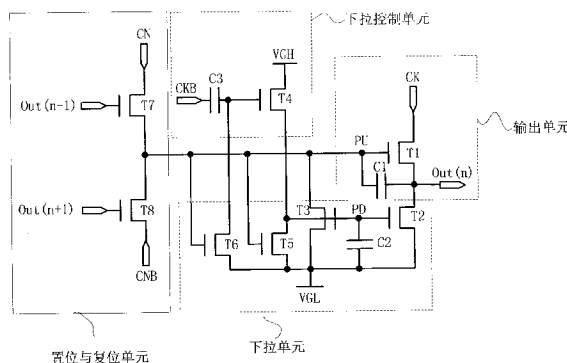 下拉控制单元
CN
VGH
CKB
C3
T4
CK
Out(n-1)
T7
输出单元
PU
T1
C1
Out(n)
Out(n+1)
T8
T3
PD
T2
T6
T5
C2
CNB
VGL
置位与复位单元
下拉单元